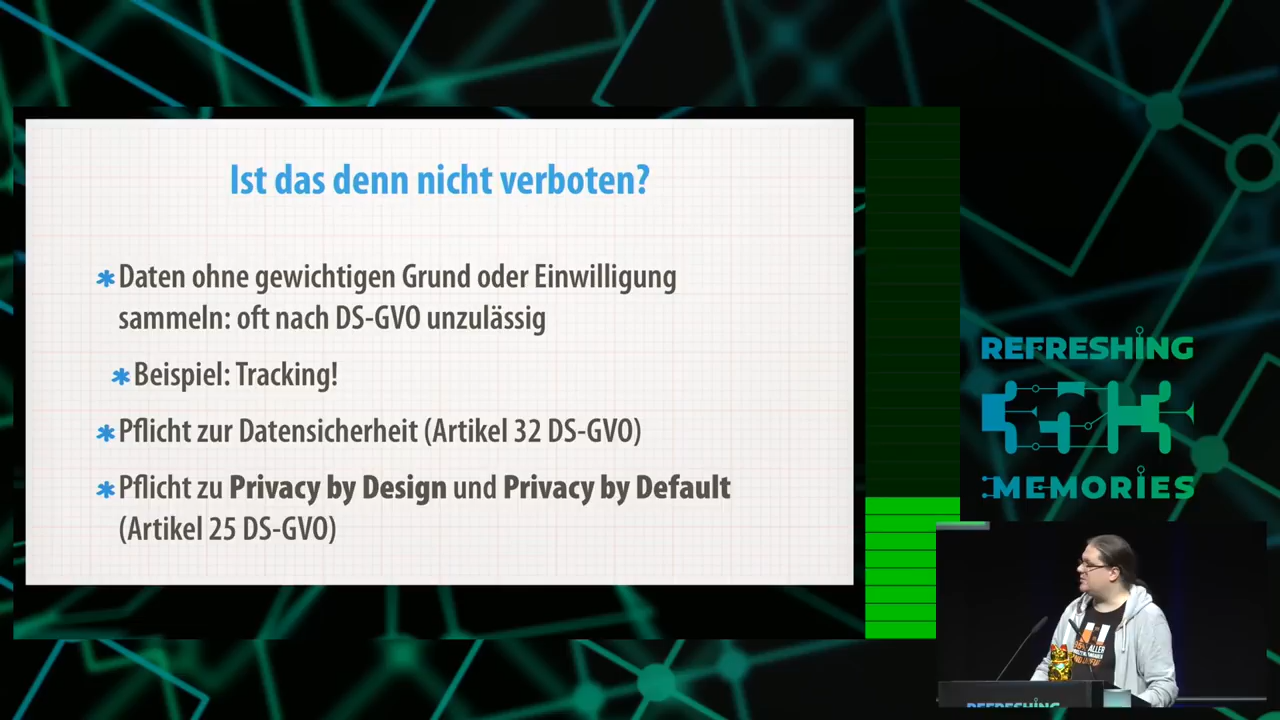 Ist das denn nicht verboten?
* Daten ohne gewichtigen Grund oder Einwilligung
sammeln: oft nach DS-GVO unzulässig
* Beispiel: Tracking!
* Pflicht zur Datensicherheit (Artikel 32 DS-GVO)
* Pflicht zu Privacy by Design und Privacy by Default
(Artikel 25 DS-GVO)
REFRESHING
MEMORIES
REFRESHING